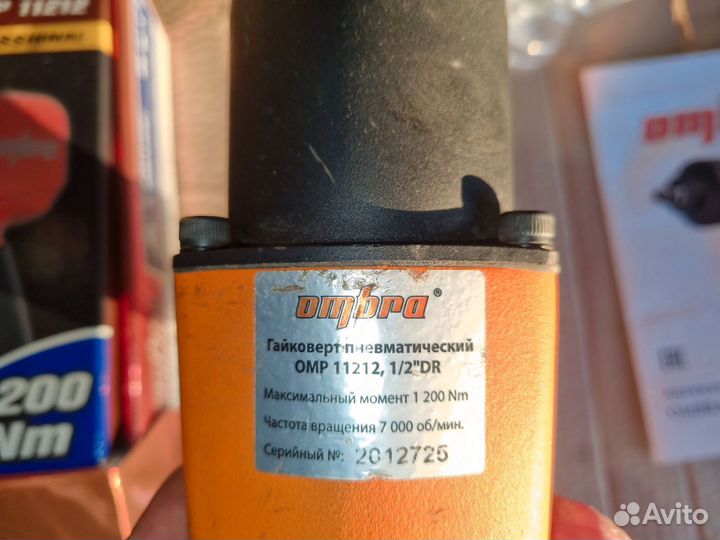 P 11212
ESSIONAL
ombra
ombra®
Гайковерт пневматический
OMP 11212, 1/2"DR
Максимальный момент 1 200 Nm
Частота вращения 7 000 об/мин.
Серийный №: 2012725
200
Nm
Avito